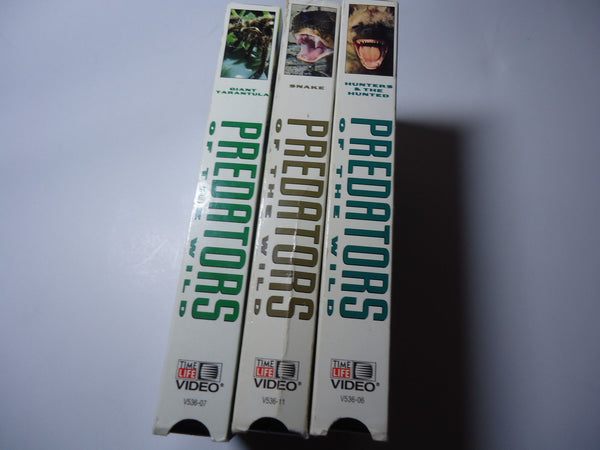 GIANT
TARANTULA
PREDATORS
OF THE WILD
TIME
LIFE
VIDEO®
V536-07
SNAKE
PREDATORS
OF THE WILD
TIME
LIFE
VIDEO®
V536-11
HUNTERS
& THE
HUNTED
PREDATORS
OF THE WILD
TIME
LIFE
VIDEO®
V536-06